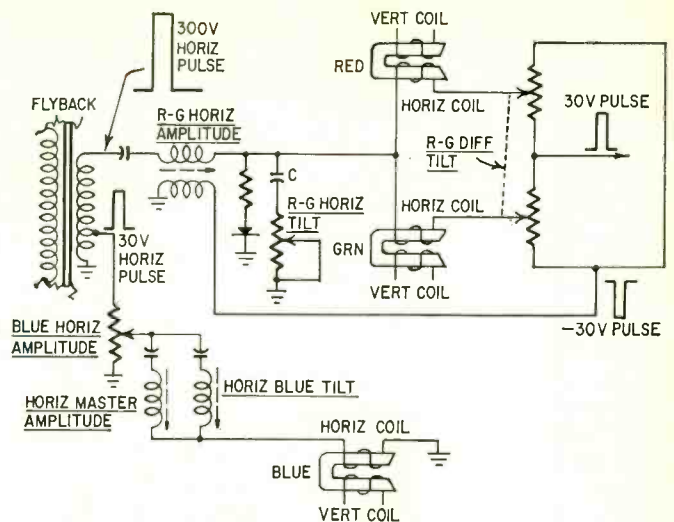 300V
HORIZ
PULSE
FLYBACK
R-G HORIZ
AMPLITUDE
VERT COIL
RED
HORIZ COIL
30V PULSE
R-G DIFF
TILT
C
R-G HORIZ
TILT
HORIZ COIL
GRN
VERT COIL
30V
HORIZ
PULSE
-30V PULSE
BLUE HORIZ
AMPLITUDE
HORIZ BLUE TILT
HORIZ MASTER
AMPLITUDE
HORIZ COIL
BLUE
VERT COIL